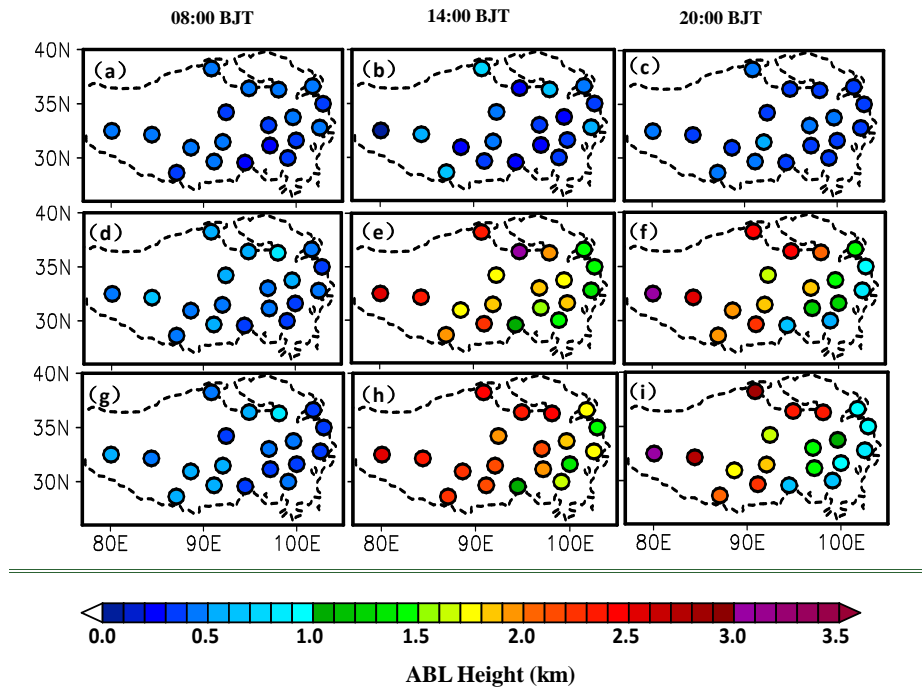 08:00 BJT 14:00 BJT 20:00 BJT
40N (a) (b) (c)
35N
30N
40N (d) (e) (f)
35N
30N
40N (g) (h) (i)
35N
30N
80E 90E 100E 80E 90E 100E 80E 90E 100E
0.0 0.5 1.0 1.5 2.0 2.5 3.0 3.5
ABL Height (km)